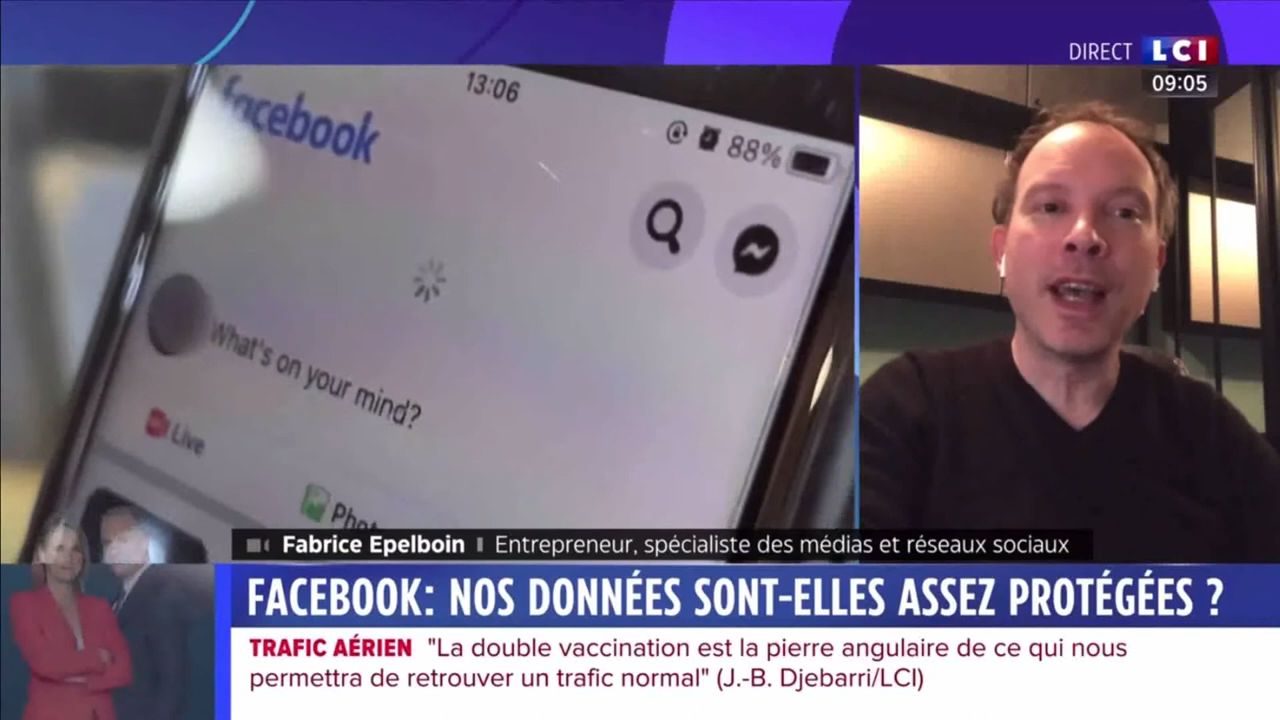 DIRECT LCI
09:05
13:06
facebook
88%
What's on your mind?
Live
Fabrice Epelboin Entrepreneur, spécialiste des médias et réseaux sociaux
FACEBOOK: NOS DONNÉES SONT-ELLES ASSEZ PROTÉGÉES ?
TRAFIC AÉRIEN "La double vaccination est la pierre angulaire de ce qui nous
permettra de retrouver un trafic normal" (J.-B. Djebarri/LCI)